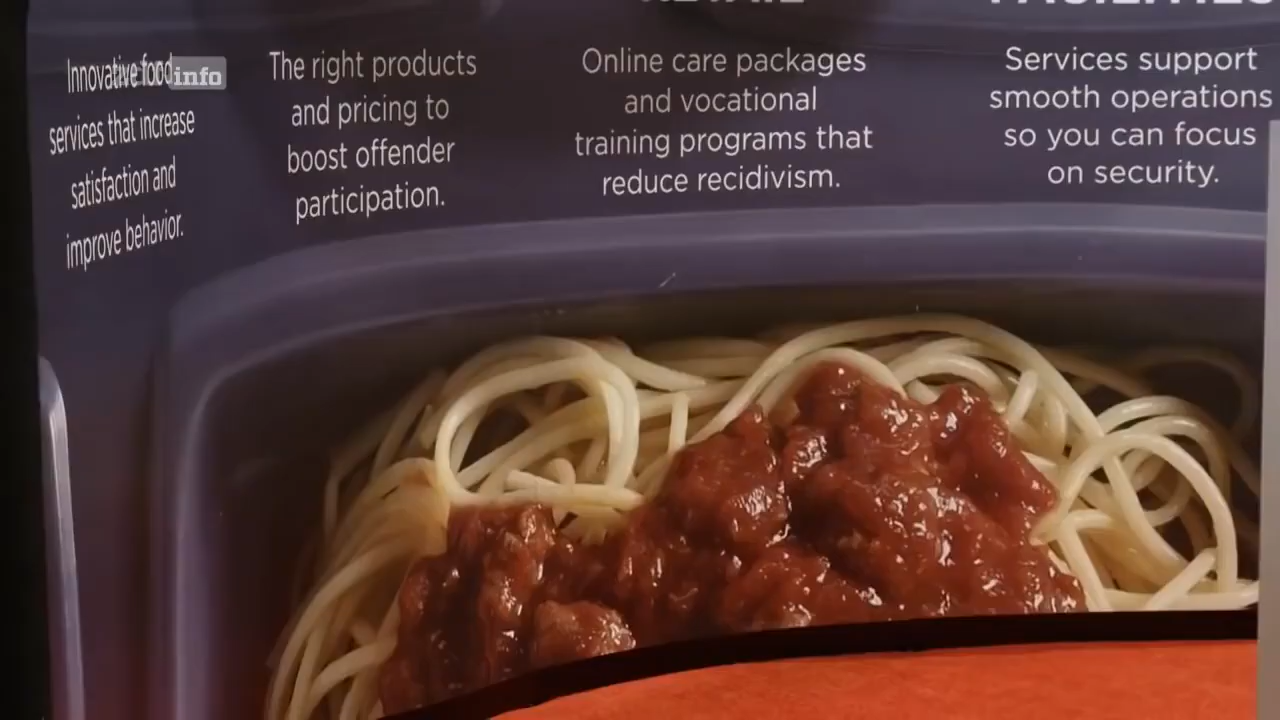 Innovative food
services that increase
satisfaction and
improve behavior.
info
The right products
and pricing to
boost offender
participation.
Online care packages
and vocational
training programs that
reduce recidivism.
FACILITIES
Services support
smooth operations
so you can focus
on security.